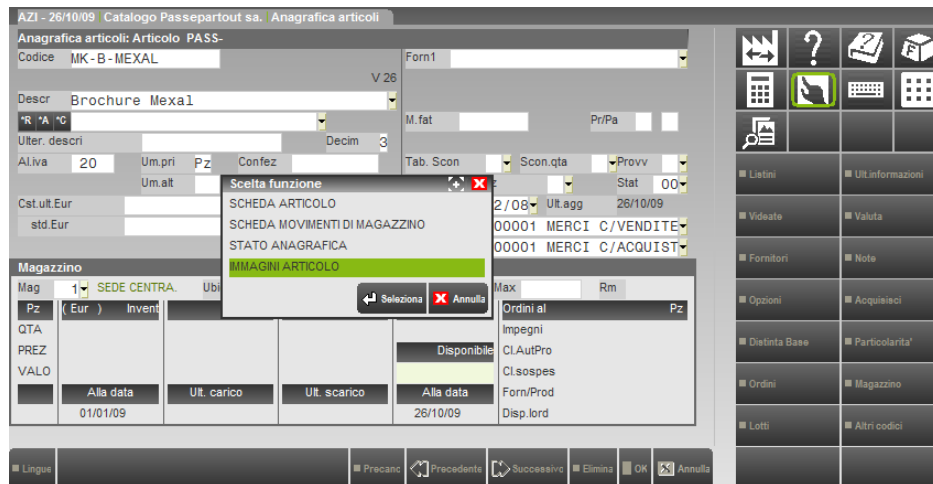 AZI - 26/10/09 Catalogo Passepartout sa. Anagrafica articoli
Anagrafica articoli: Articolo PASS-
Codice MK-B-MEXAL Forn1
V 26
Descr Brochure Mexal
*R *A *C M.fat Pr/Pa
Ulter. descri Decim 3
Al.iva 20 Um.pri Pz Confez Tab. Scon Scon.qta Provv
Um.alt Stat 00
Cst.ult.Eur 2/08 Ult.agg 26/10/09
std.Eur 00001 MERCI C/VENDITE
00001 MERCI C/ACQUIST
Scelta funzione
SCHEDA ARTICOLO
SCHEDA MOVIMENTI DI MAGAZZINO
STATO ANAGRAFICA
IMMAGINI ARTICOLO
Seleziona Annulla
Magazzino
Mag 1 SEDE CENTRA. Ubi Max Rm
Pz ( Eur ) Invent Ordini al Pz
QTA Impegni
PREZ Disponibile Cl.AutPro
VALO Cl.sospes
Alla data Ult. carico Ult. scarico Alla data Forn/Prod
01/01/09 26/10/09 Disp.lord
Lingue Precanc Precedente Successivo Elimina OK Annulla
Listini Ult.informazioni
Videate Valuta
Fornitori Note
Opzioni Acquisisci
Distinta Base Particolarita'
Ordini Magazzino
Lotti Altri codici